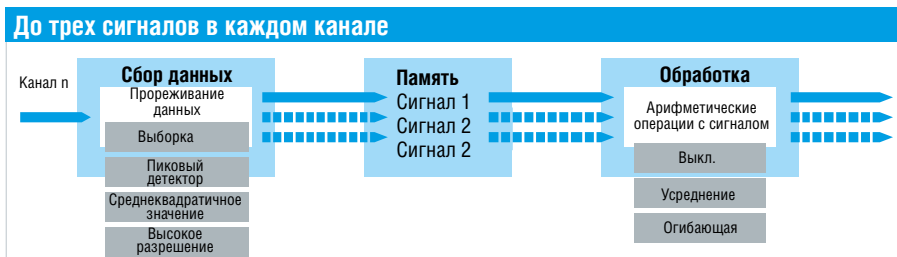 До трех сигналов в каждом канале
Канал n
Сбор данных
Прореживание
данных
Выборка
Пиковый
детектор
Среднеквадратичное
значение
Высокое
разрешение
Память
Сигнал 1
Сигнал 2
Сигнал 2
Обработка
Арифметические
операции с сигналом
Выкл.
Усреднение
Огибающая